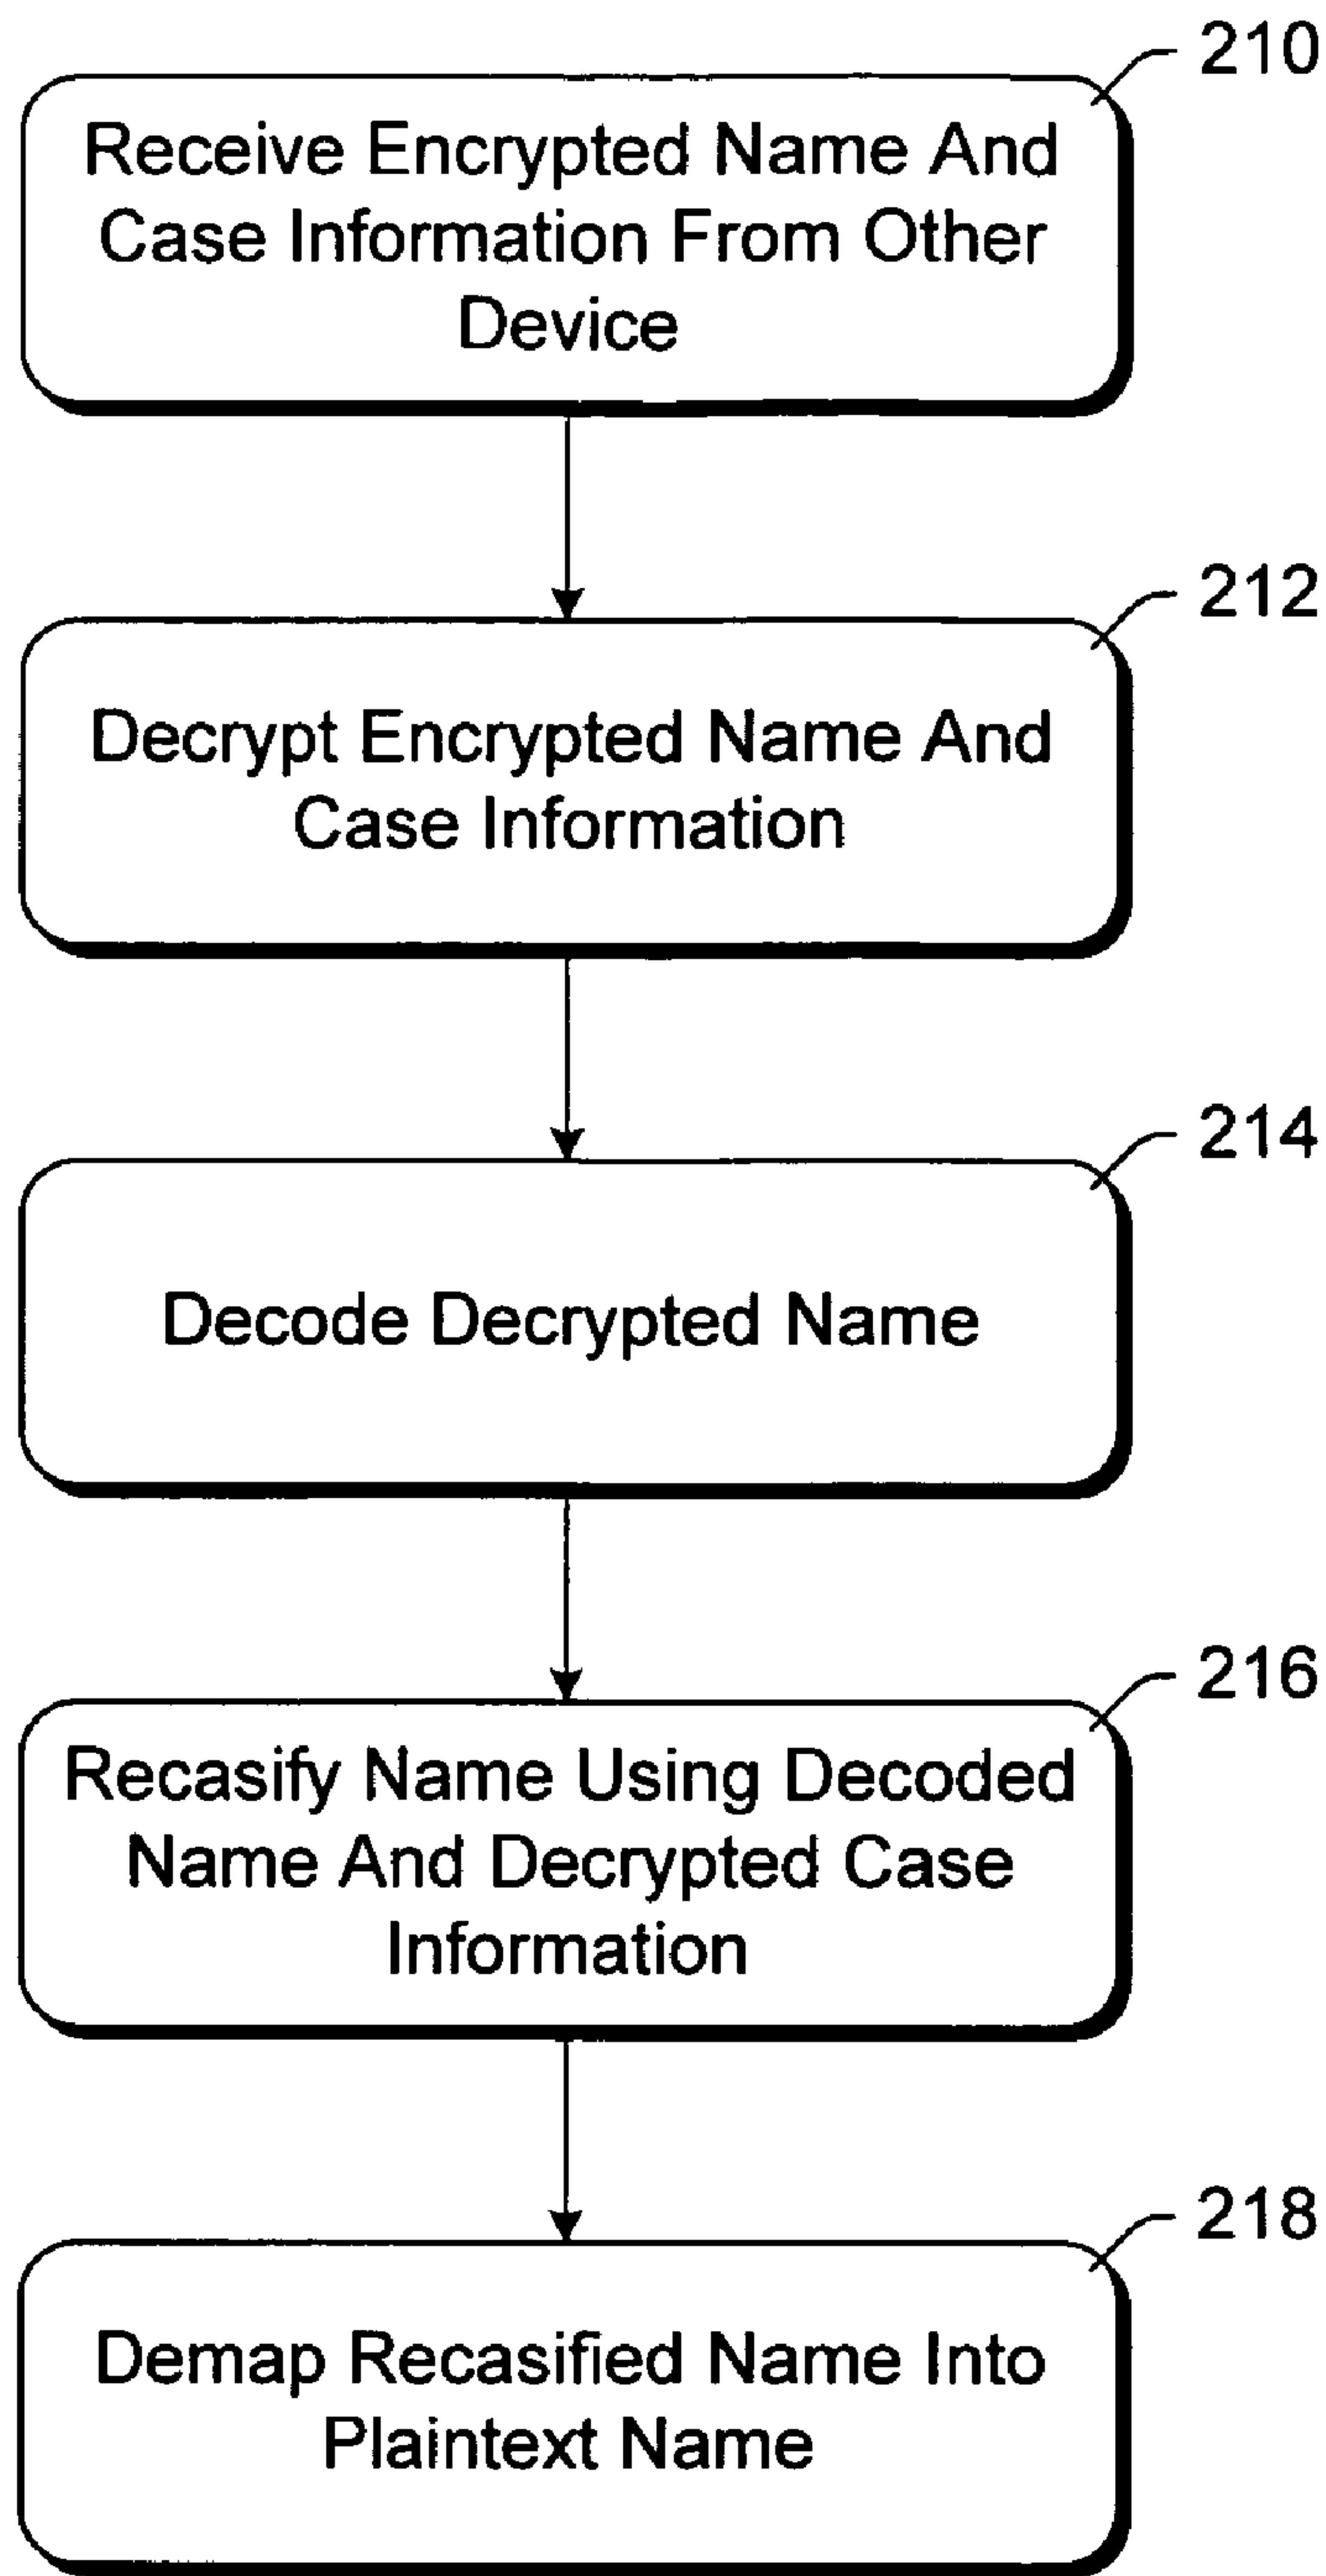 210
Receive Encrypted Name And
Case Information From Other
Device
212
Decrypt Encrypted Name And
Case Information
214
Decode Decrypted Name
216
Recasify Name Using Decoded
Name And Decrypted Case
Information
218
Demap Recasified Name Into
Plaintext Name